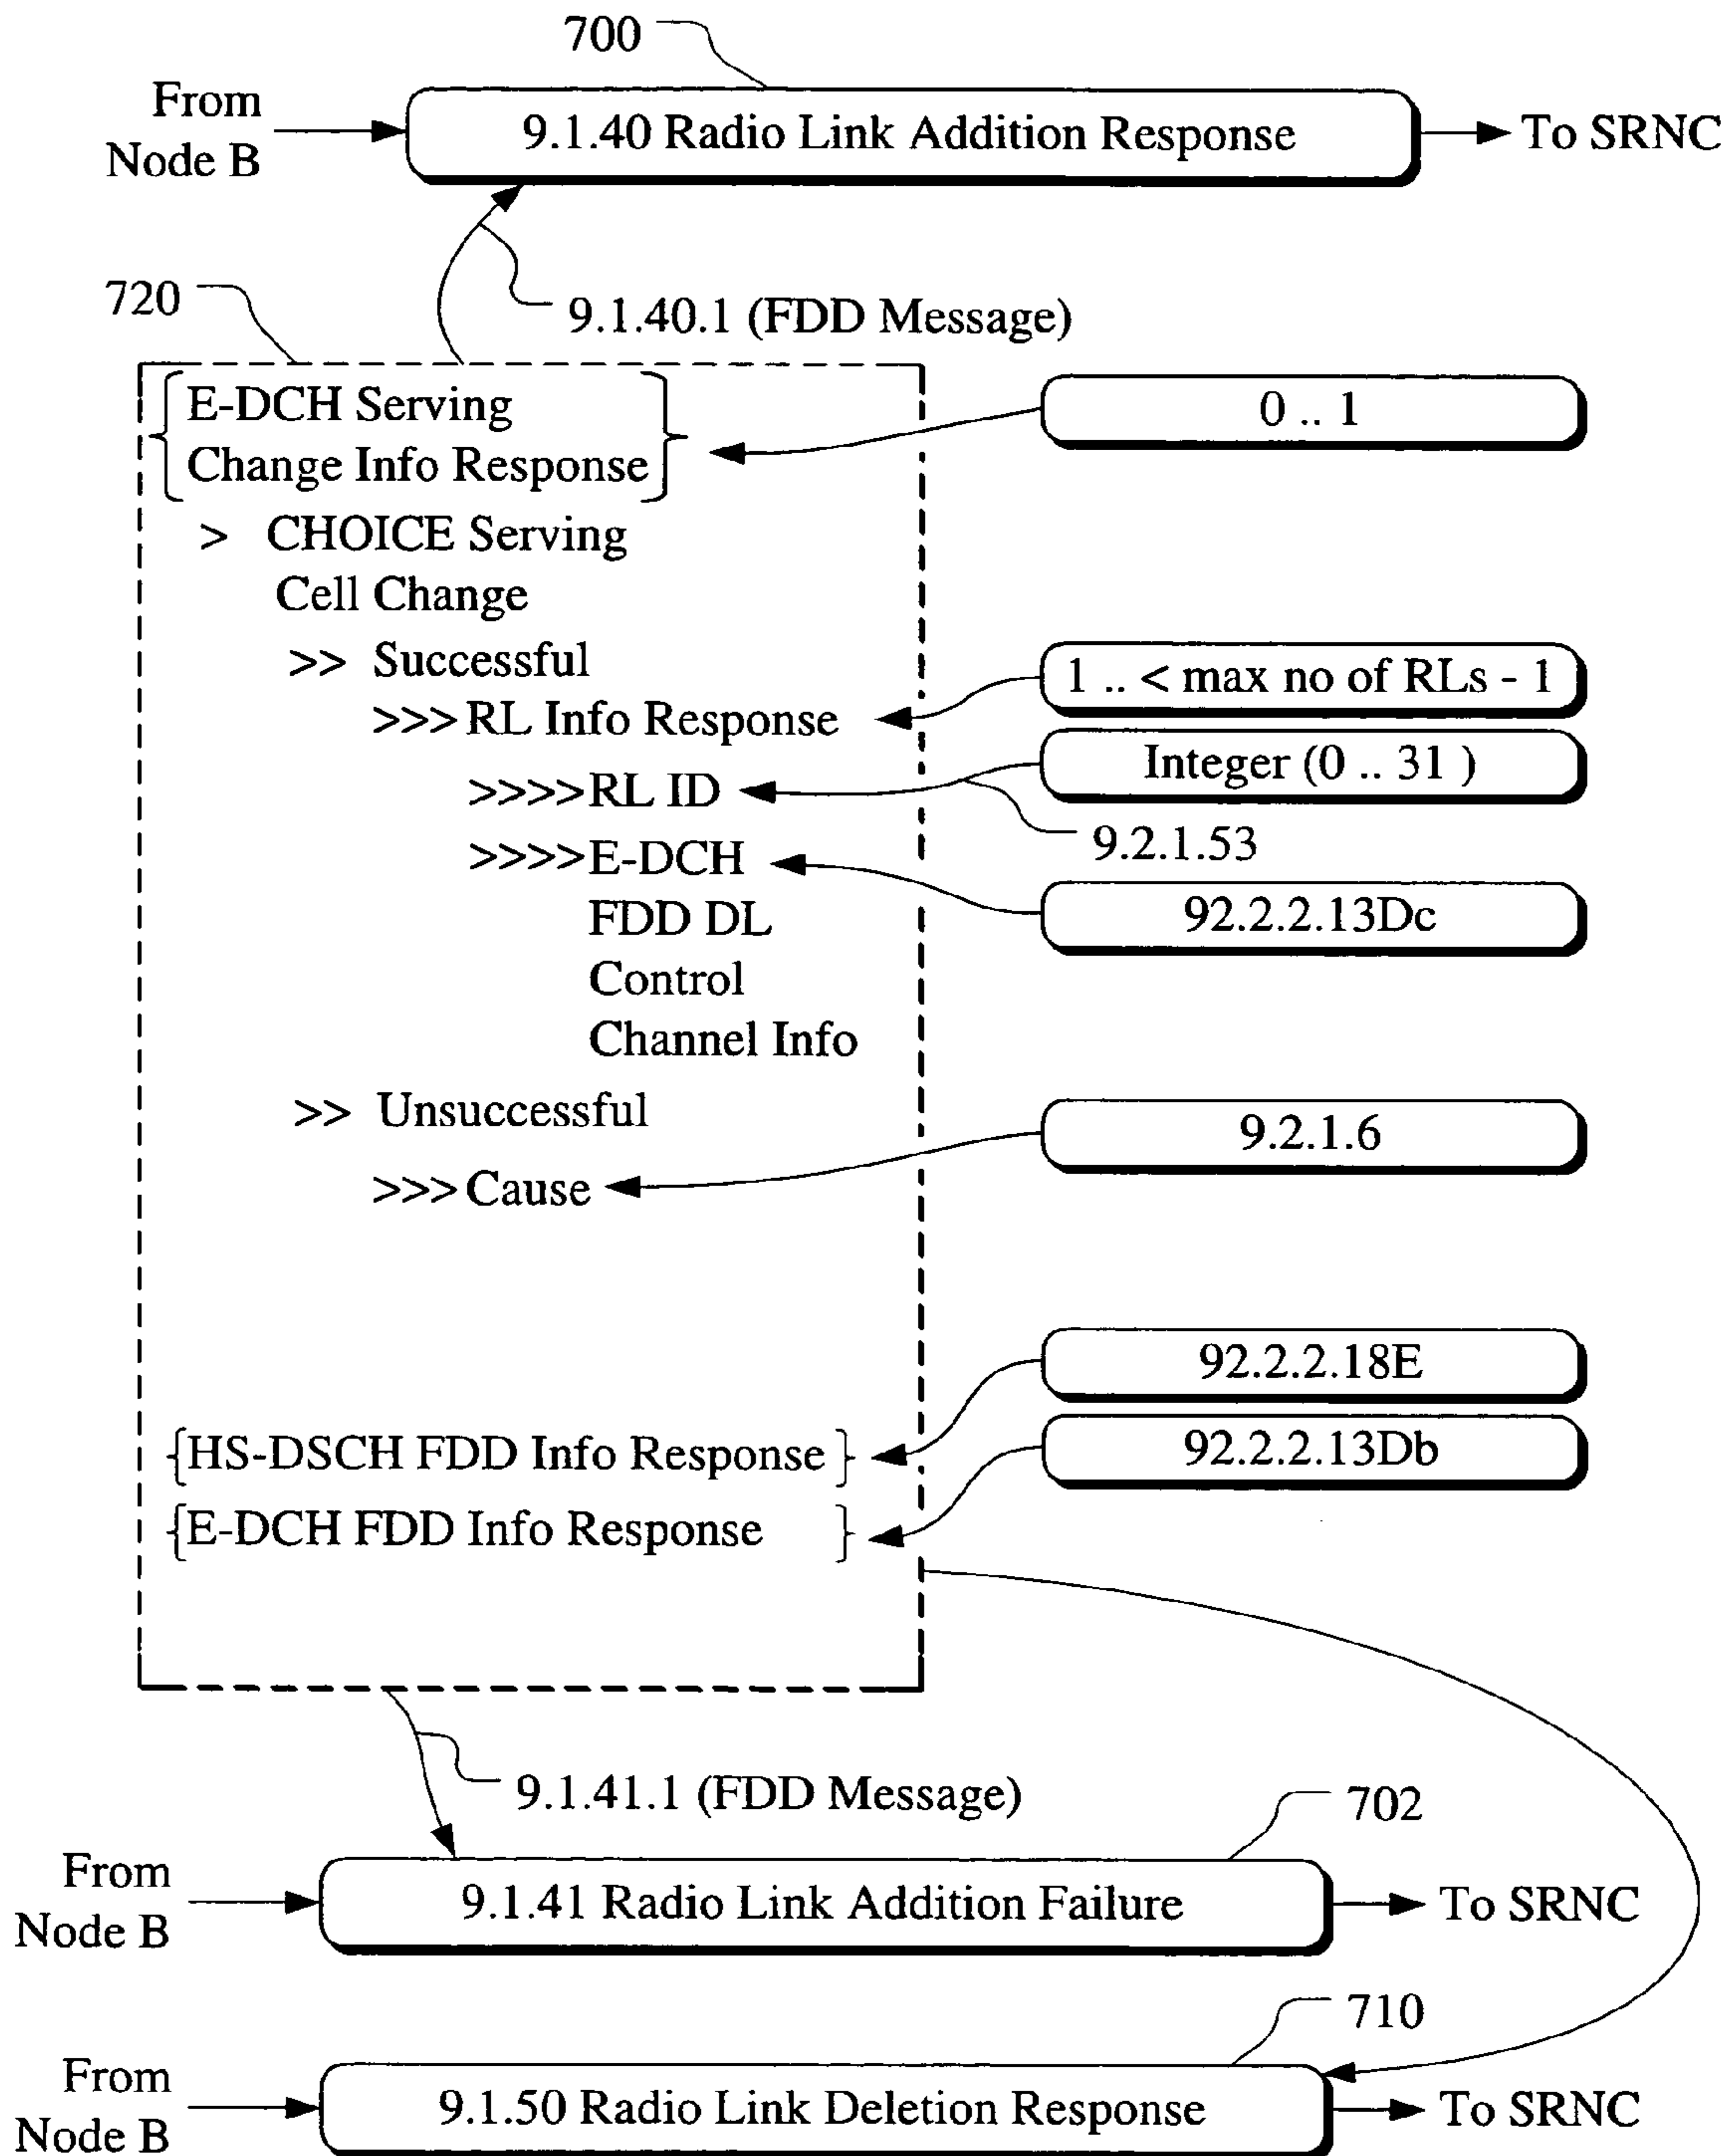 700
From
Node B
9.1.40 Radio Link Addition Response
To SRNC
720
9.1.40.1 (FDD Message)
E-DCH Serving
Change Info Response
0 .. 1
> CHOICE Serving
Cell Change
>> Successful
1 .. < max no of RLs - 1
>>> RL Info Response
Integer (0 .. 31 )
>>>> RL ID
9.2.1.53
>>>> E-DCH
FDD DL
Control
Channel Info
92.2.2.13Dc
>> Unsuccessful
9.2.1.6
>>> Cause
92.2.2.18E
{HS-DSCH FDD Info Response }
92.2.2.13Db
{E-DCH FDD Info Response }
9.1.41.1 (FDD Message)
702
From
Node B
9.1.41 Radio Link Addition Failure
To SRNC
710
From
Node B
9.1.50 Radio Link Deletion Response
To SRNC